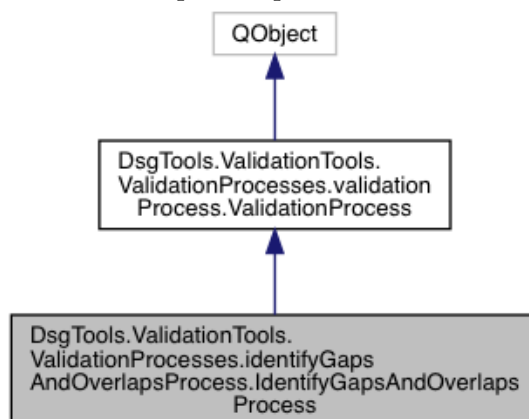 QObject
DsgTools.ValidationTools.
ValidationProcesses.validation
Process.ValidationProcess
DsgTools.ValidationTools.
ValidationProcesses.identifyGaps
AndOverlapsProcess.IdentifyGapsAndOverlaps
Process